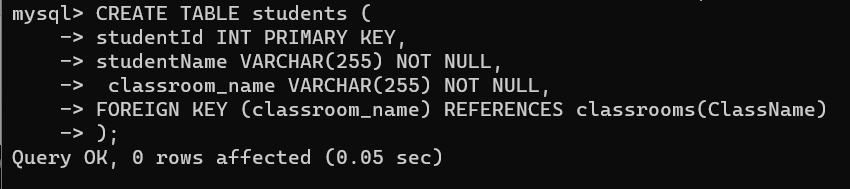 mysql> CREATE TABLE students (
    -> studentId INT PRIMARY KEY,
    -> studentName VARCHAR(255) NOT NULL,
    ->  classroom_name VARCHAR(255) NOT NULL,
    -> FOREIGN KEY (classroom_name) REFERENCES classrooms(ClassName)
    -> );
Query OK, 0 rows affected (0.05 sec)